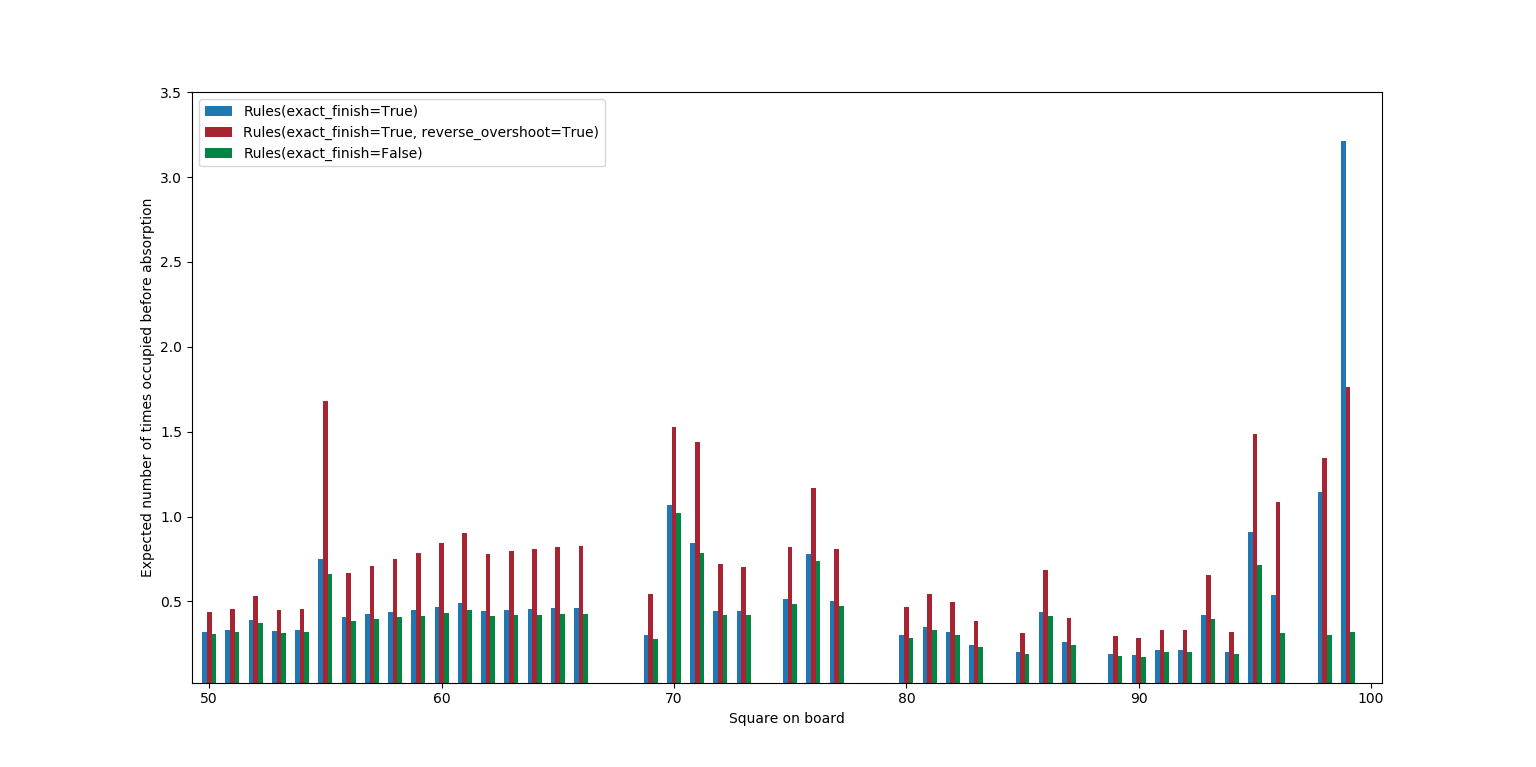 Rules(exact_finish=True)
Rules(exact_finish=True, reverse_overshoot=True)
Rules(exact_finish=False)
Expected number of times occupied before absorption
3.5
3.0
2.5
2.0
1.5
1.0
0.5
50 60 70 80 90 100
Square on board